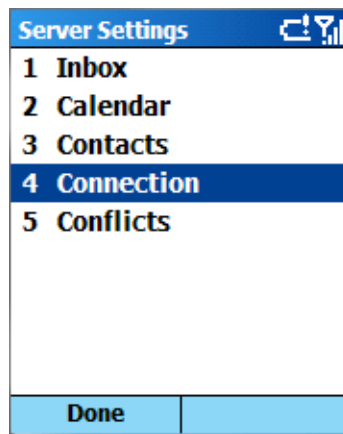 Server Settings
1 Inbox
2 Calendar
3 Contacts
4 Connection
5 Conflicts
Done